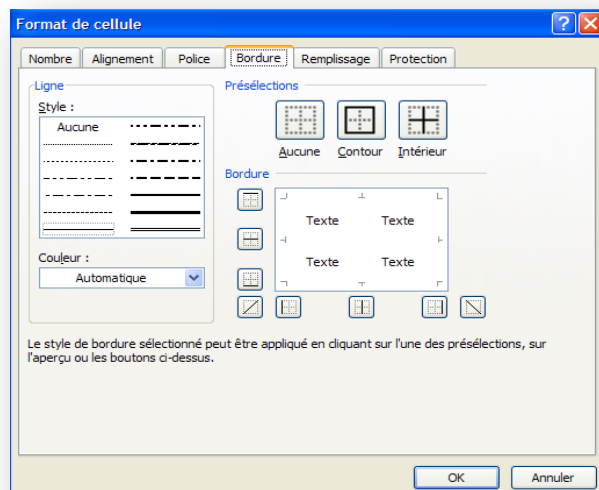 Format de cellule
Nombre Alignement Police Bordure Remplissage Protection
Ligne
Style :
Aucune
Couleur :
Automatique
Présélections
Aucune Contour Intérieur
Bordure
Texte Texte
Texte Texte
Le style de bordure sélectionné peut être appliqué en cliquant sur l'une des présélections, sur
l'aperçu ou les boutons ci-dessus.
OK Annuler